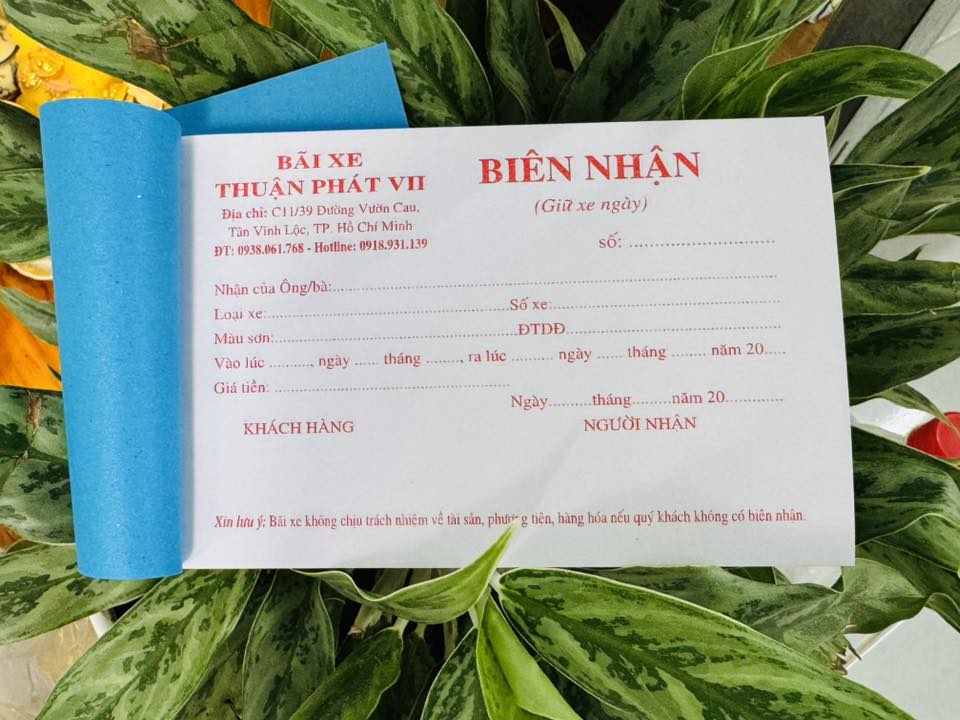 BÃI XE
THUẬN PHÁT VII
Địa chỉ: C11/39 Đường Vườn Cau,
Tân Vĩnh Lộc, TP. Hồ Chí Minh
ĐT: 0938.061.768 - Hotline: 0918.931.139
BIÊN NHẬN
(Giữ xe ngày)
số: ...........................
Nhận của Ông/bà:..........................................................................................
Loại xe:..................................................Số xe:...............................................
Màu sơn:..................................................ĐTDĐ.............................................
Vào lúc ........., ngày ...... tháng ........, ra lúc .......... ngày ...... tháng ........ năm 20.....
Giá tiền: ..................................................
Ngày..........tháng.........năm 20.............
KHÁCH HÀNG
NGƯỜI NHẬN
Xin lưu ý: Bãi xe không chịu trách nhiệm về tài sản, phương tiện, hàng hóa nếu quý khách không có biên nhận.